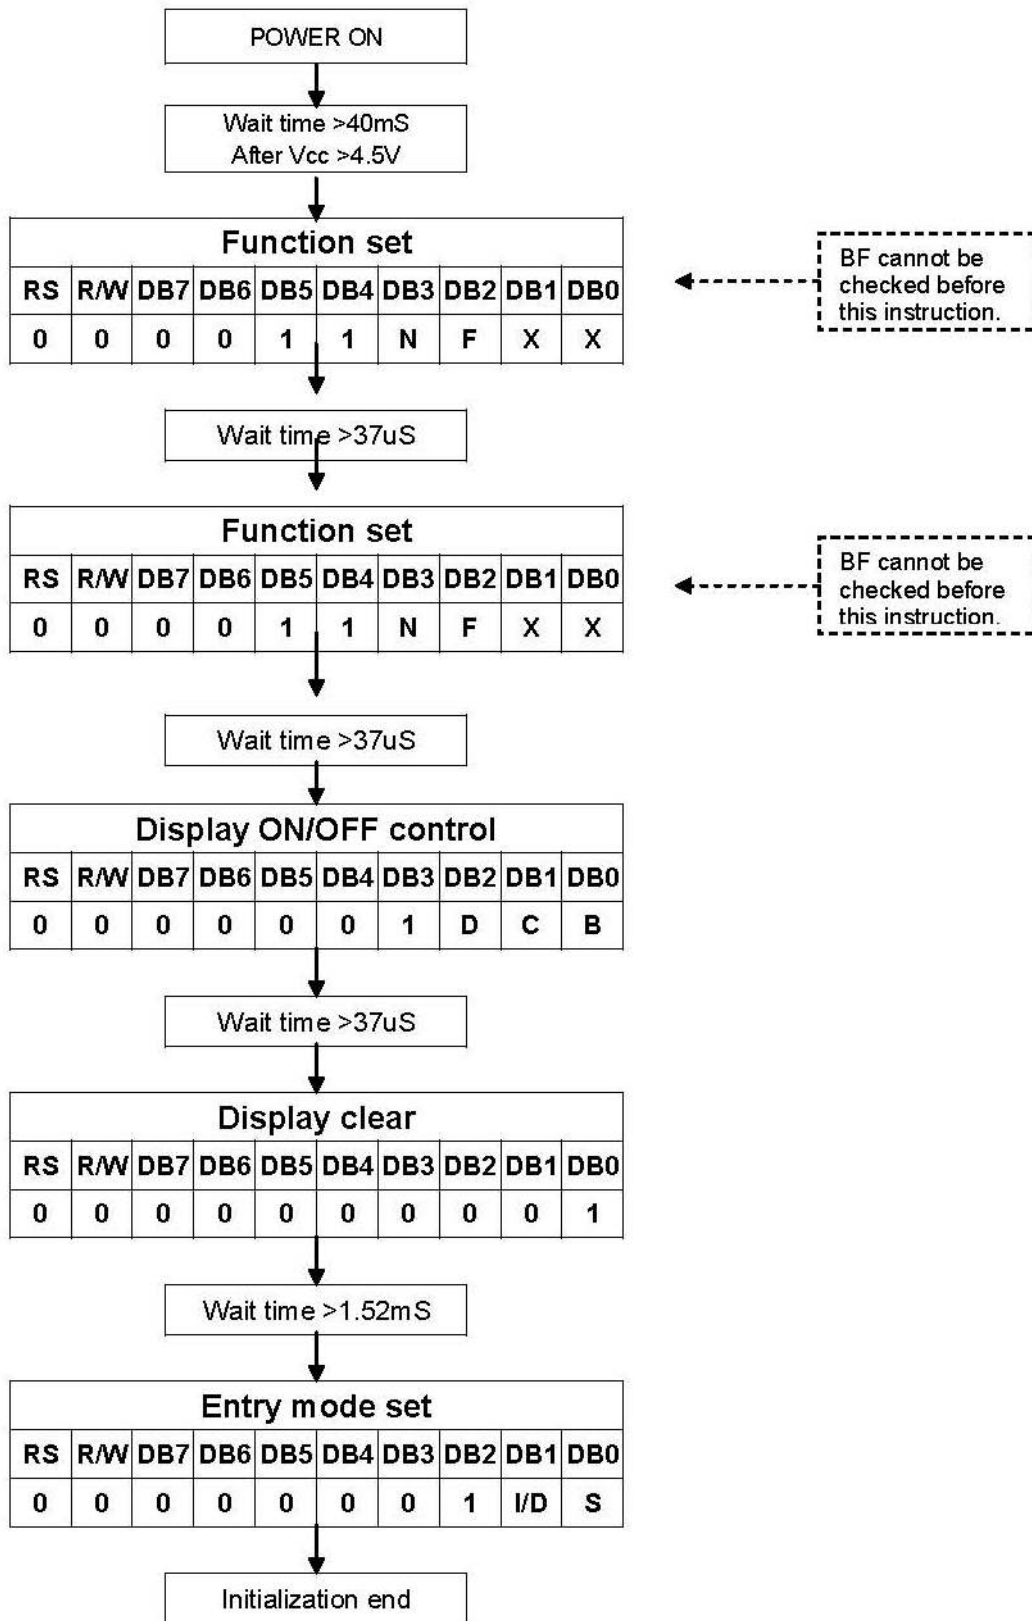 POWER ON
Wait time >40mS
After Vcc >4.5V
Function set
RS R/W DB7 DB6 DB5 DB4 DB3 DB2 DB1 DB0
0 0 0 0 1 1 N F X X
BF cannot be
checked before
this instruction.
Wait time >37uS
Function set
RS R/W DB7 DB6 DB5 DB4 DB3 DB2 DB1 DB0
0 0 0 0 1 1 N F X X
BF cannot be
checked before
this instruction.
Wait time >37uS
Display ON/OFF control
RS R/W DB7 DB6 DB5 DB4 DB3 DB2 DB1 DB0
0 0 0 0 0 0 1 D C B
Wait time >37uS
Display clear
RS R/W DB7 DB6 DB5 DB4 DB3 DB2 DB1 DB0
0 0 0 0 0 0 0 0 0 1
Wait time >1.52mS
Entry mode set
RS R/W DB7 DB6 DB5 DB4 DB3 DB2 DB1 DB0
0 0 0 0 0 0 0 1 I/D S
Initialization end